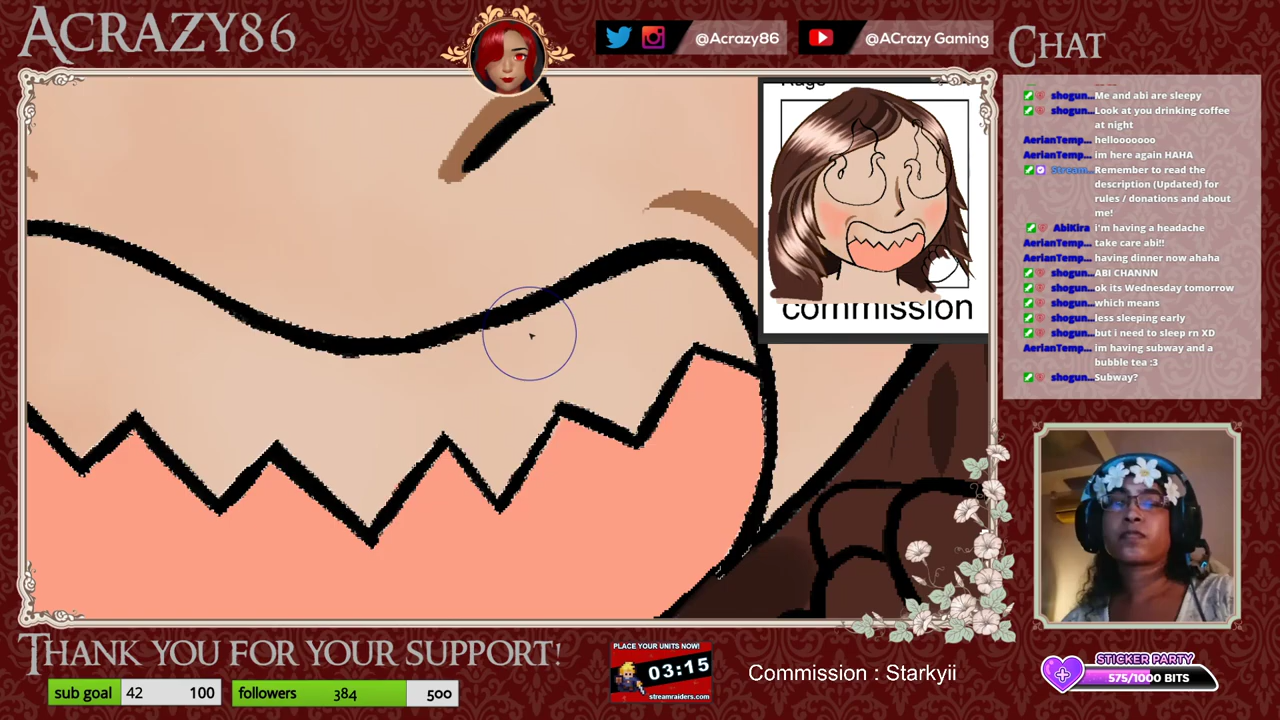 ACRAZY86
@Acrazy86
@ACrazy Gaming
CHAT
shogun... Me and abi are sleepy
shogun... Look at you drinking coffee
at night
AerianTemp... hellooooooo
AerianTemp... im here again HAHA
Stream... Remember to read the
description (Updated) for
rules / donations and about
me!
AbiKira i'm having a headache
AerianTemp... take care abi!!
AerianTemp... having dinner now ahaha
shogun... ABI CHANNN
shogun... ok its Wednesday tomorrow
shogun... which means
shogun... less sleeping early
shogun... but i need to sleep rn XD
AerianTemp... im having subway and a
bubble tea :3
shogun... Subway?
commission
THANK YOU FOR YOUR SUPPORT!
sub goal 42 100
followers 384 500
PLACE YOUR UNITS NOW!
03:15
streamraiders.com
Commission : Starkyii
STICKER PARTY
575/1000 BITS